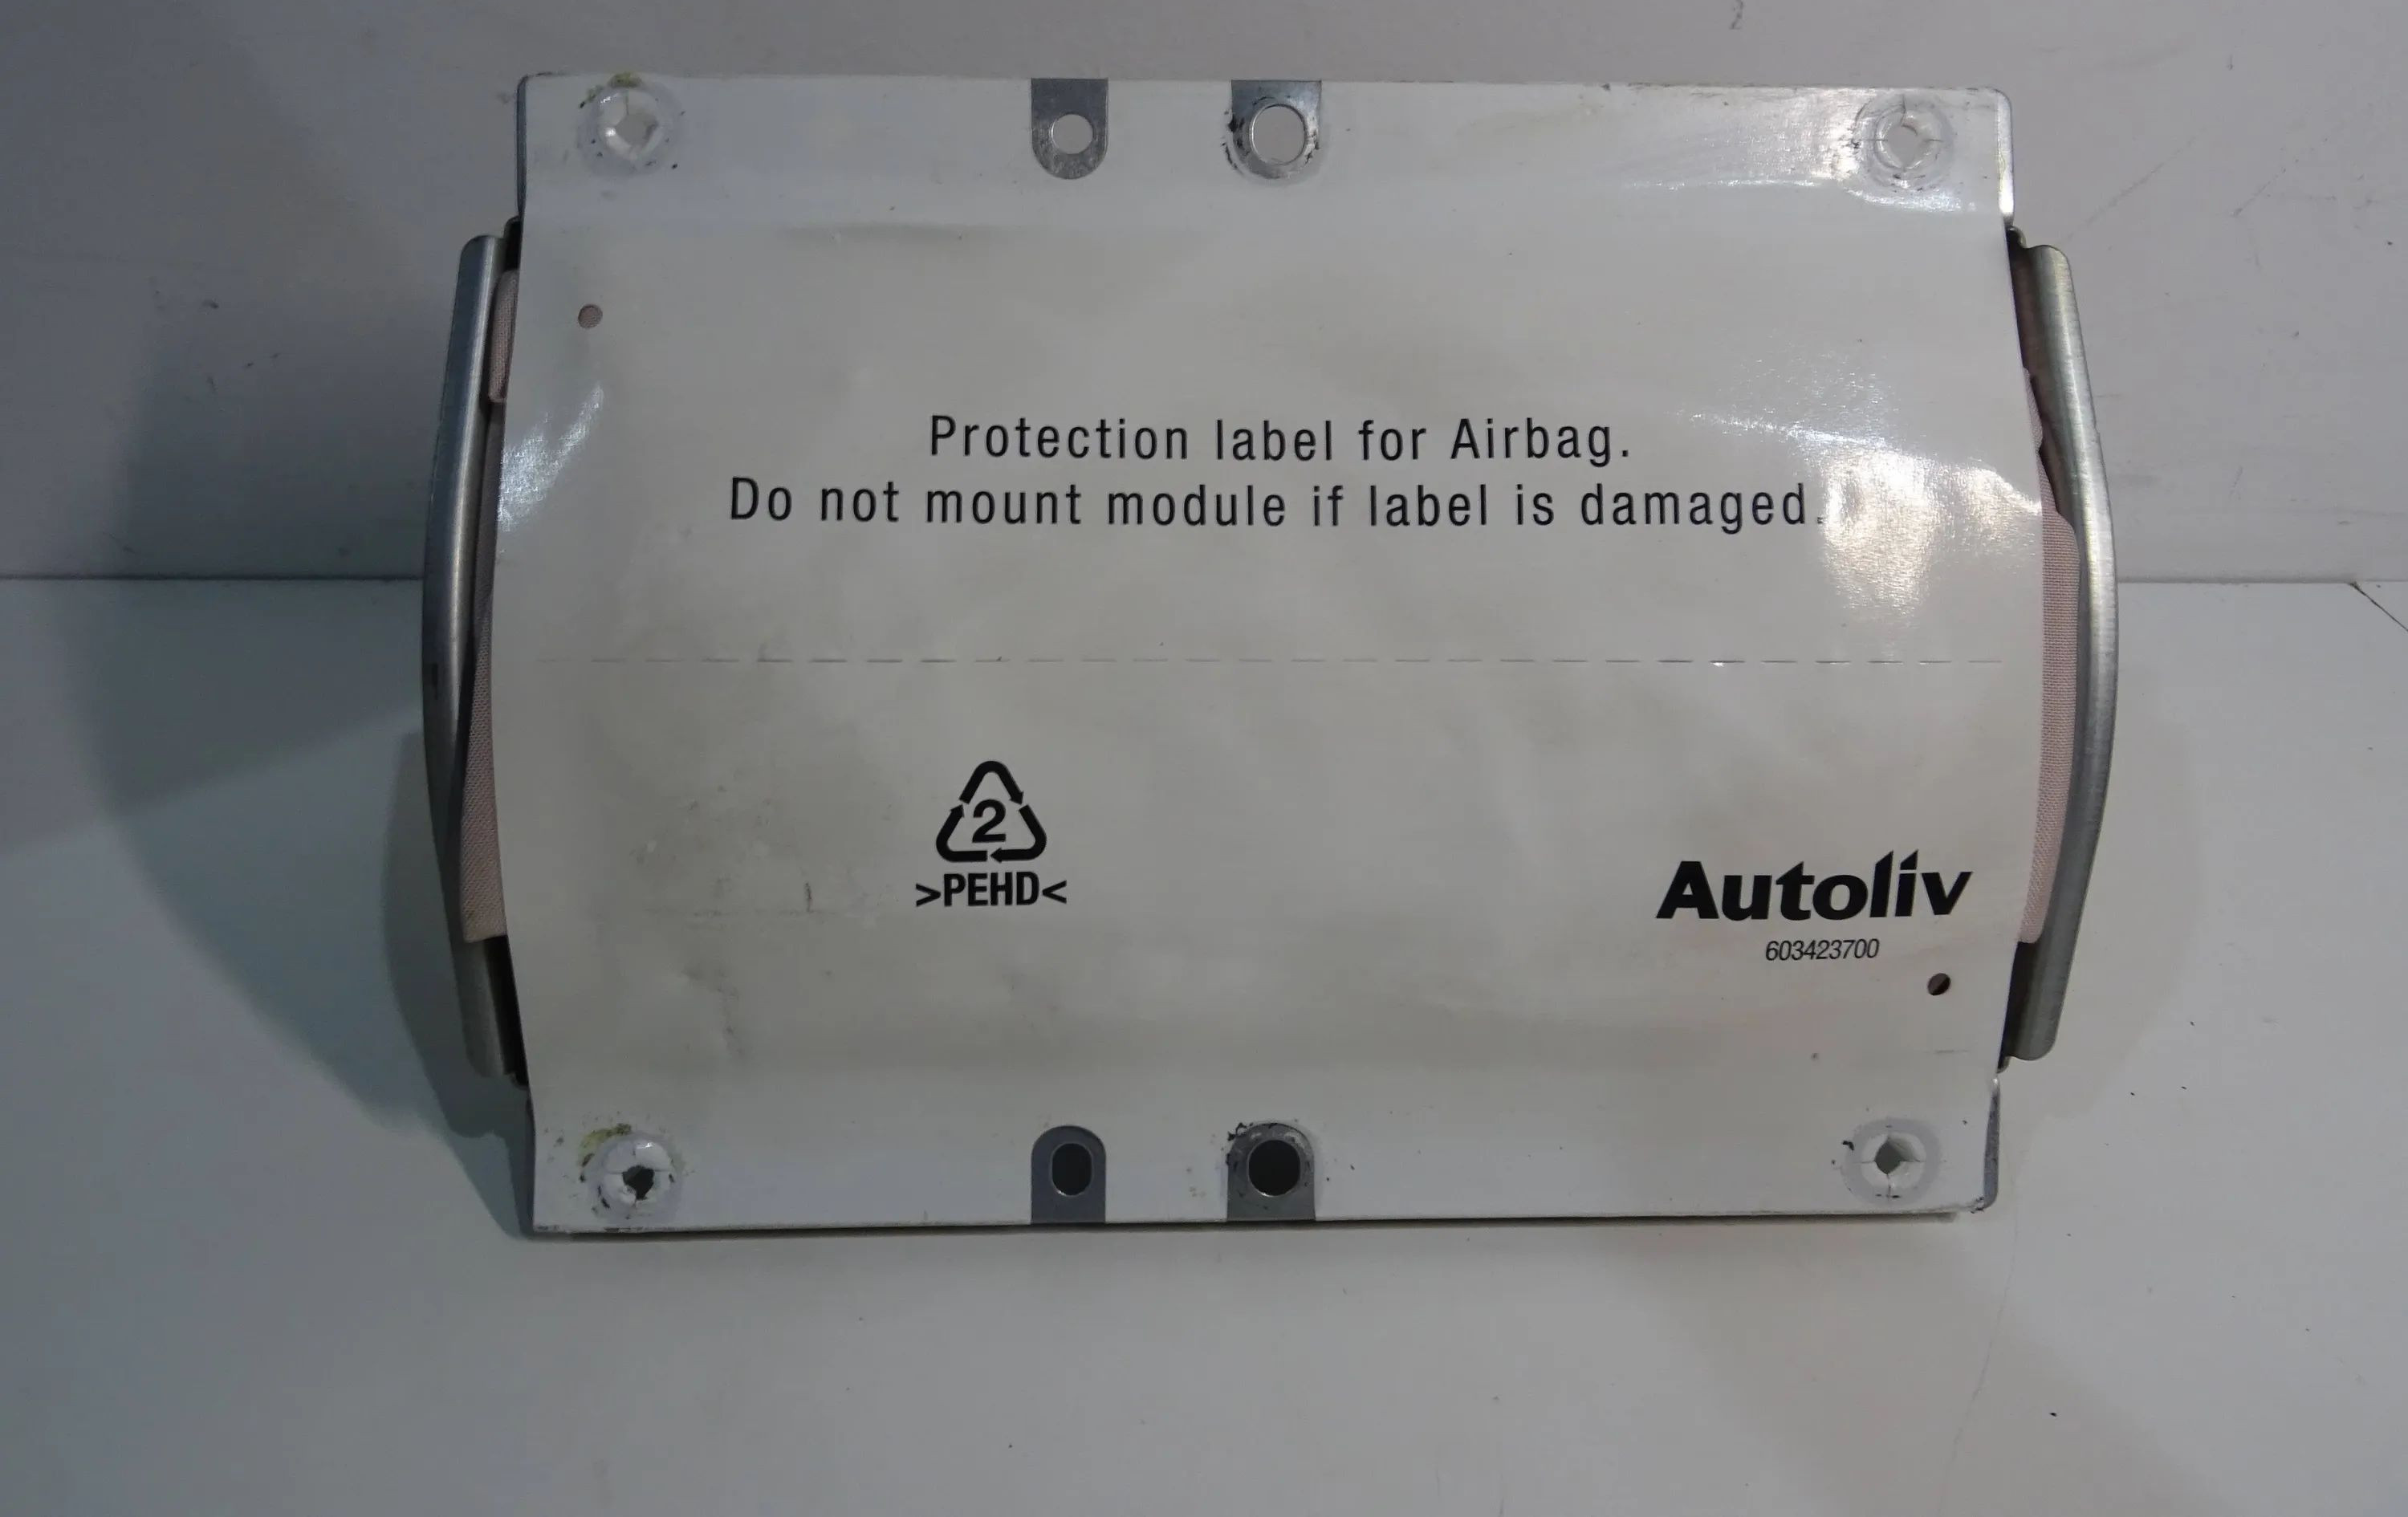 Protection label for Airbag.
Do not mount module if label is damaged.
2
>PEHD<
Autoliv
603423700